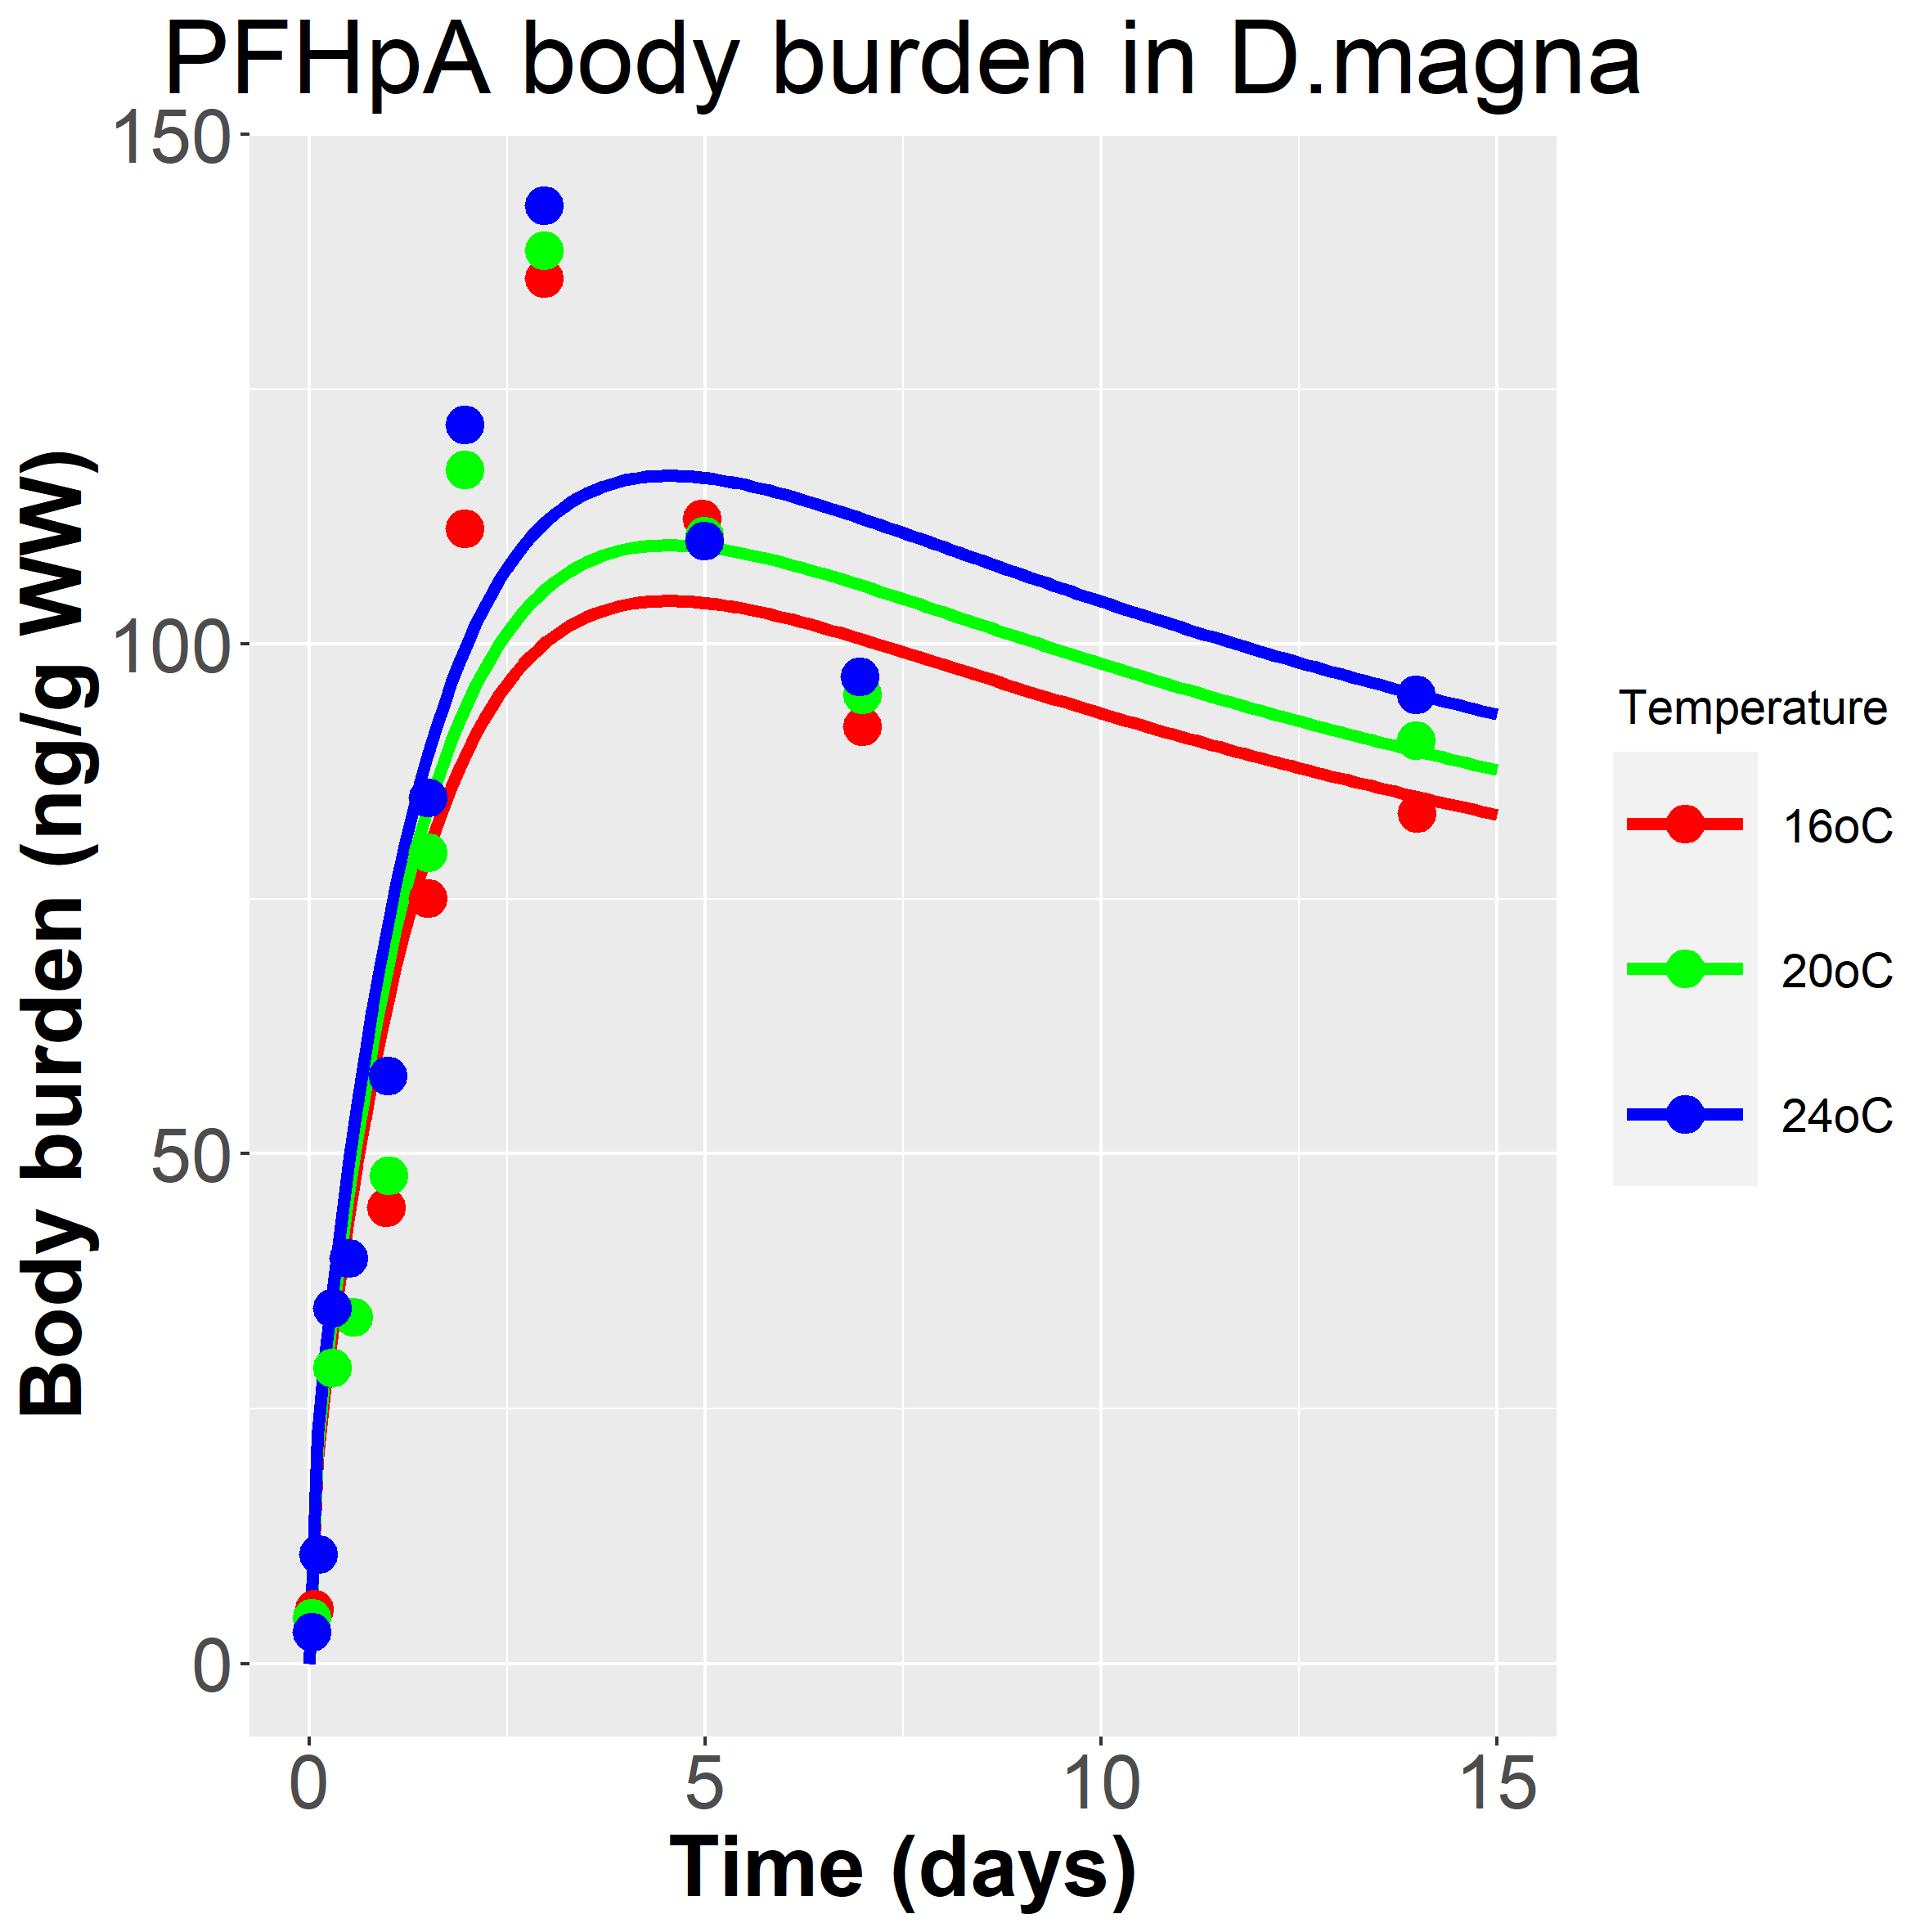 PFHpA body burden in D.magna
150
100
50
0
Body burden (ng/g WW)
0
5
10
15
Time (days)
Temperature
16oC
20oC
24oC